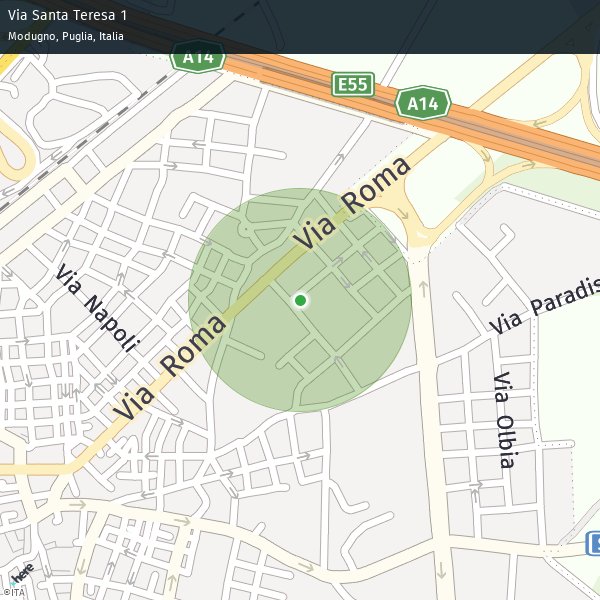 Via Santa Teresa 1
Modugno, Puglia, Italia
A14
E55
A14
Via Roma
Via Napoli
Via Paradis
Via Roma
Via Olbia
S
here
©ITA